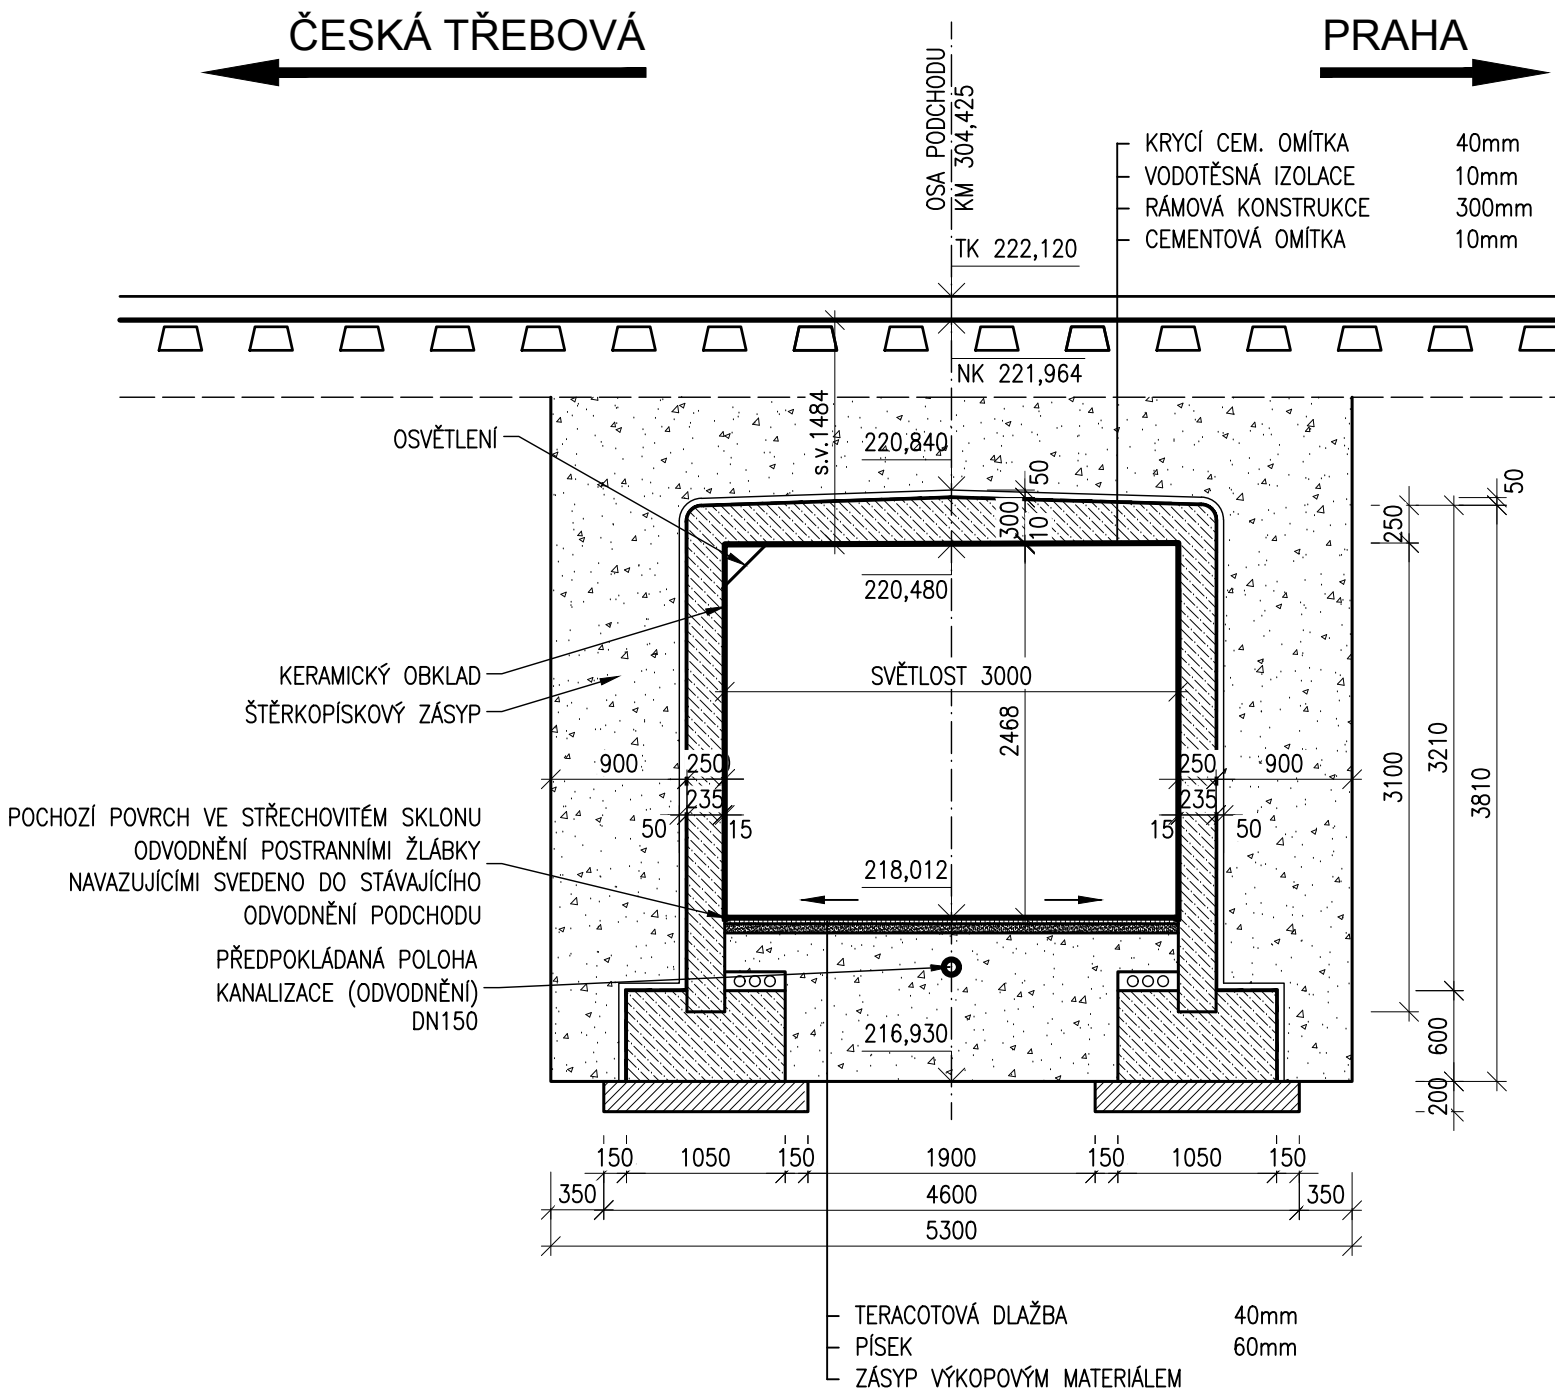 ČESKÁ TŘEBOVÁ
PRAHA
OSA PODCHODU
KM 304,425
KRYCÍ CEM. OMÍTKA 40mm
VODOTĚSNÁ IZOLACE 10mm
RÁMOVÁ KONSTRUKCE 300mm
CEMENTOVÁ OMÍTKA 10mm
TK 222,120
NK 221,964
s.v.1484
OSVĚTLENÍ
220,840
50
300
10
50
250
220,480
KERAMICKÝ OBKLAD
ŠTĚRKOPÍSKOVÝ ZÁSYP
SVĚTLOST 3000
2468
900
250
250
900
235
235
50
15
15
50
3100
3210
3810
POCHOZÍ POVRCH VE STŘECHOVITÉM SKLONU
ODVODNĚNÍ POSTRANNÍMI ŽLÁBKY
NAVAZUJÍCÍMI SVEDENO DO STÁVAJÍCÍHO
ODVODNĚNÍ PODCHODU
218,012
PŘEDPOKLÁDANÁ POLOHA
KANALIZACE (ODVODNĚNÍ)
DN150
216,930
600
200
150 1050 150 1900 150 1050 150
350 4600 350
5300
TERACOTOVÁ DLAŽBA 40mm
PÍSEK 60mm
ZÁSYP VÝKOPOVÝM MATERIÁLEM